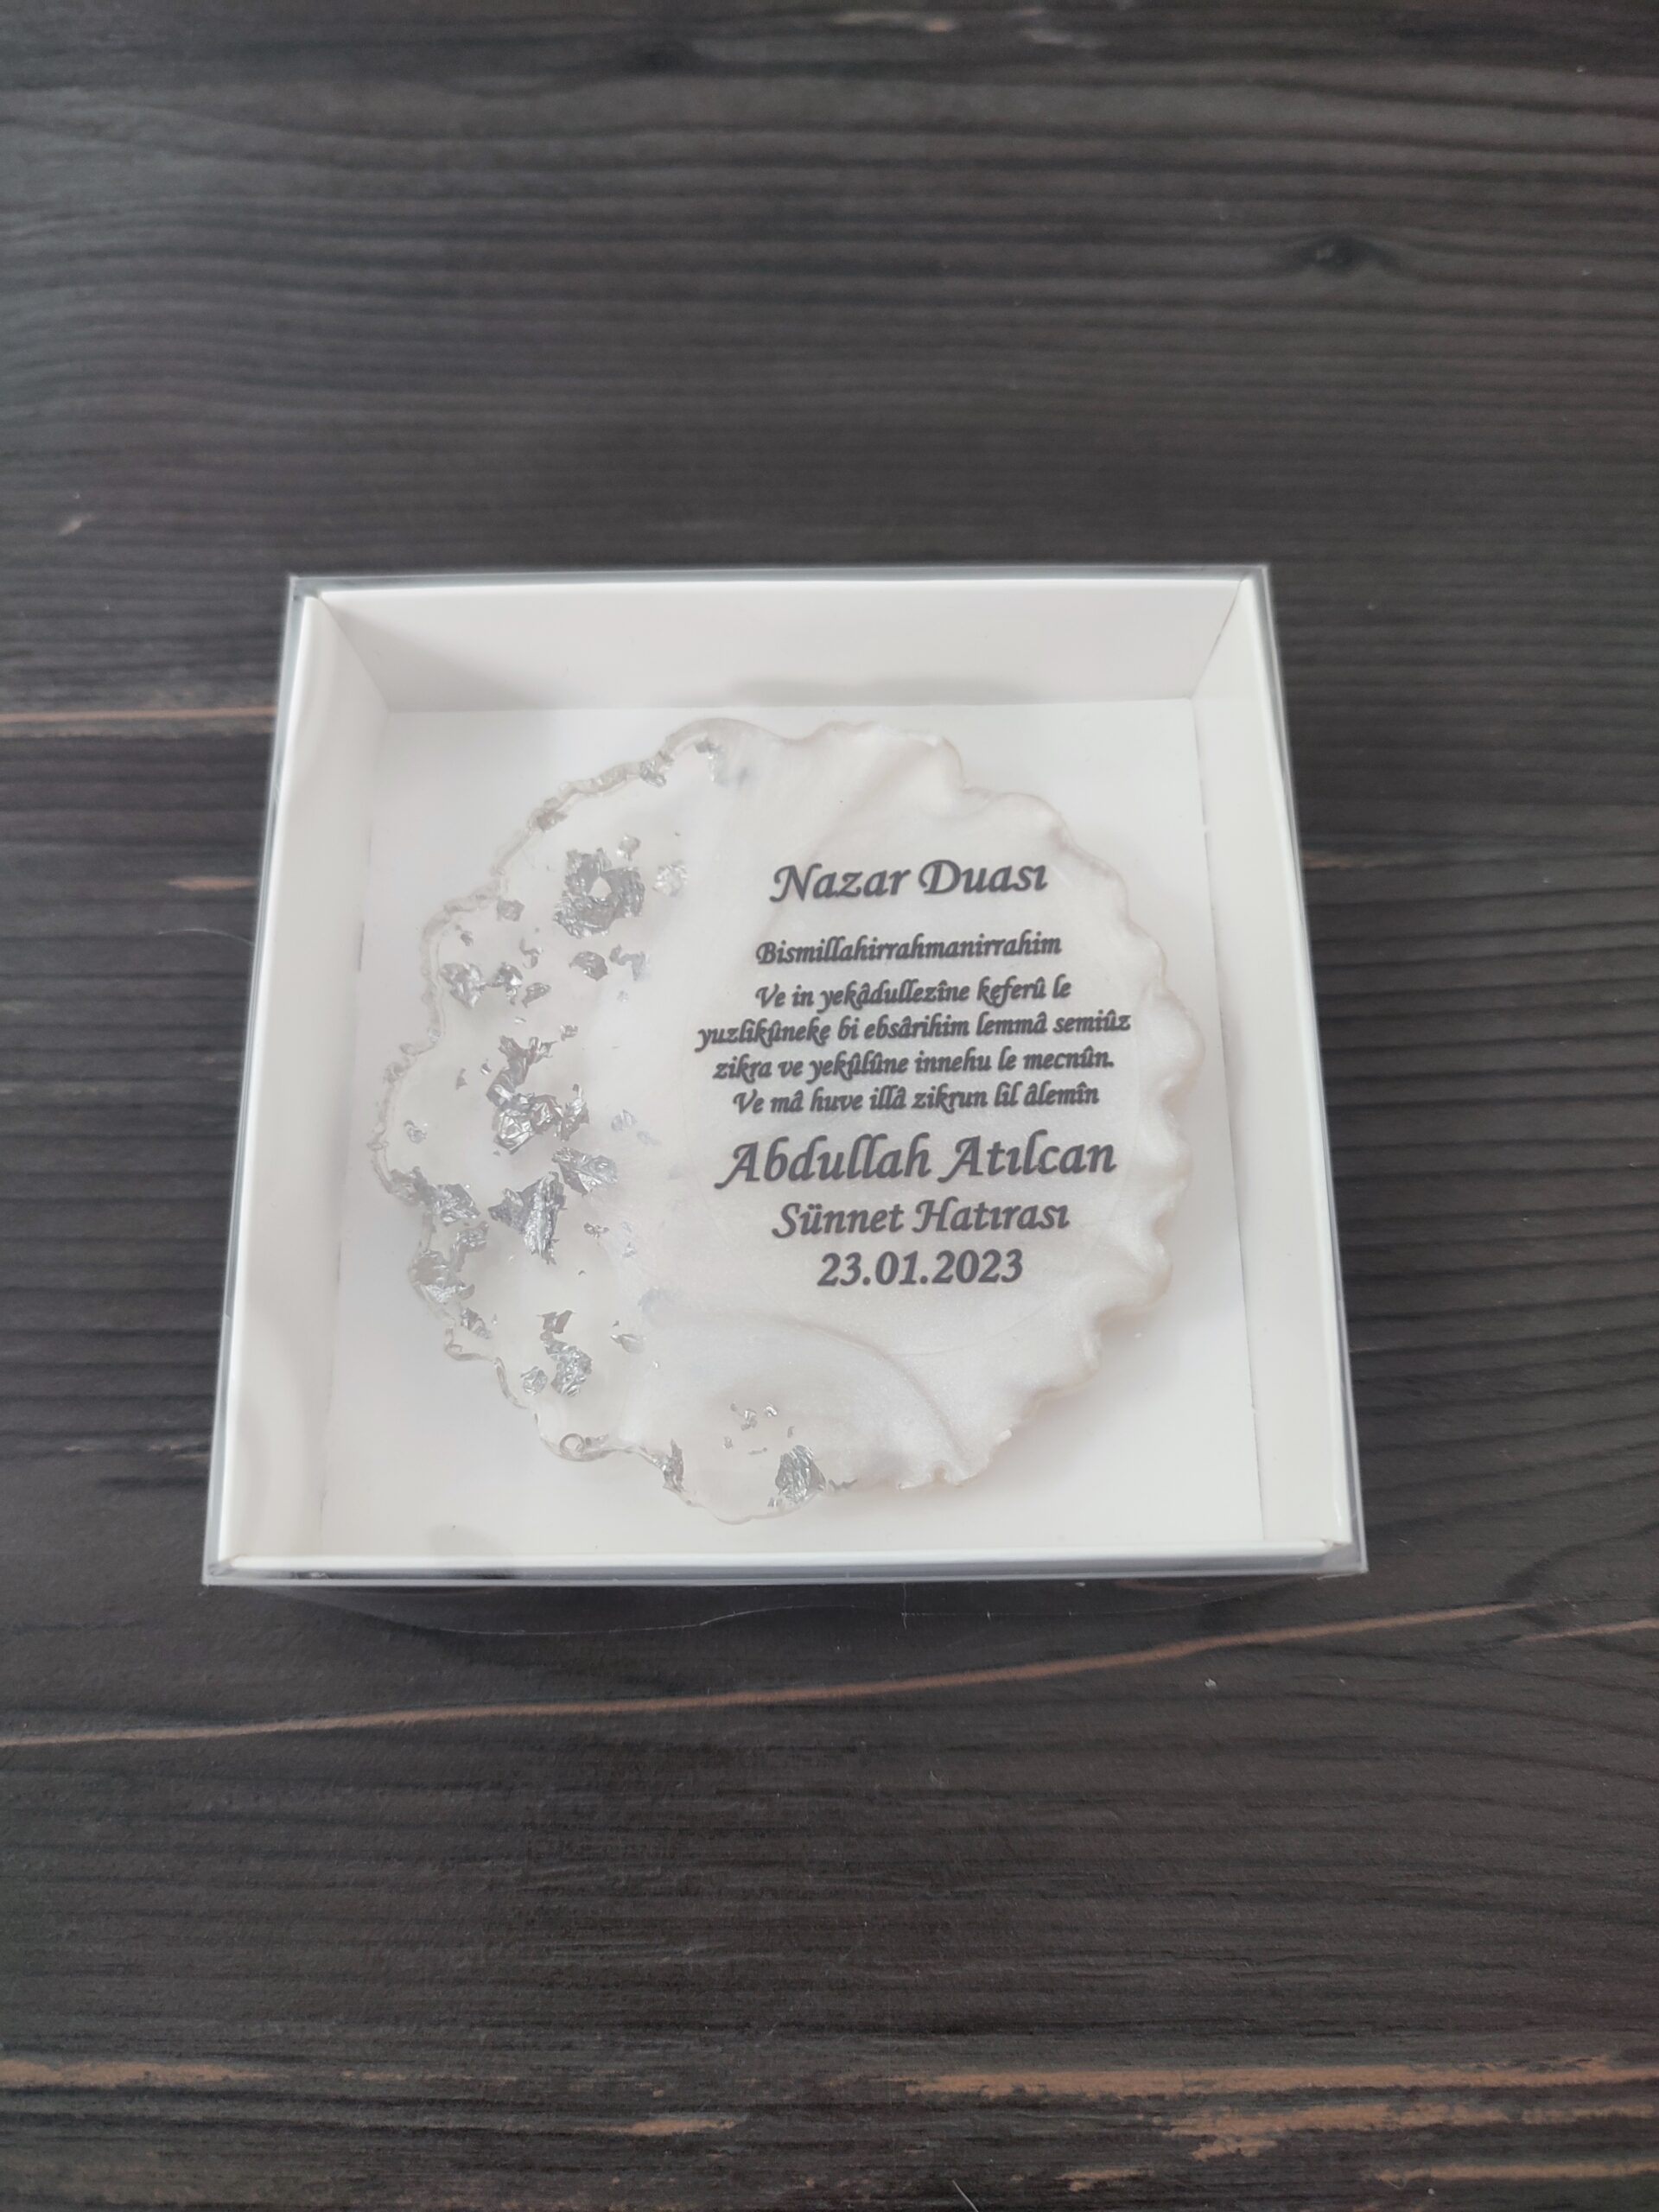 Nazar Duası
Bismillahirrahmanirrahim
Ve in yekâdullezîne keferû le
yuzlikûneke bi ebsârihim lemmâ semiûz
zikra ve yekûlûne innehu le mecnûn.
Ve mâ huve illâ zikrun lil âlemîn
Abdullah Atılcan
Sünnet Hatırası
23.01.2023